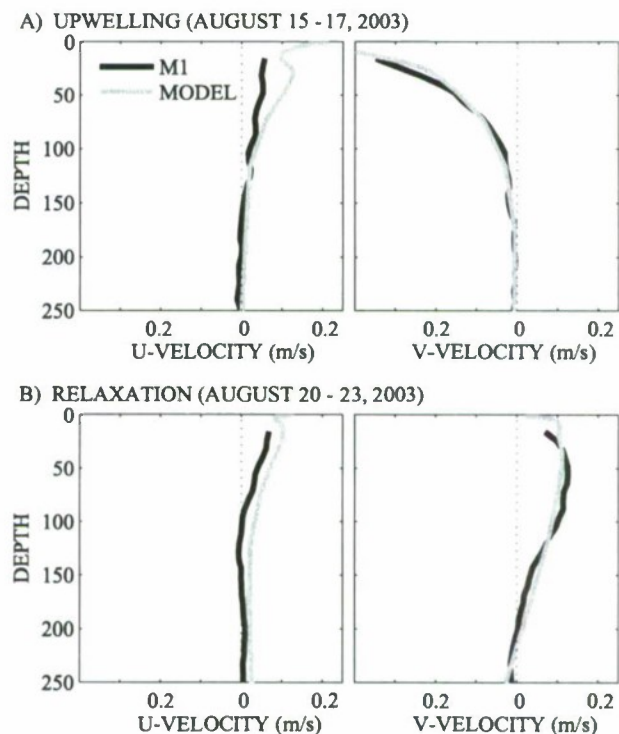 A) UPWELLING (AUGUST 15 - 17, 2003)
0
50
100
150
200
250
DEPTH
M1
MODEL
0.2 0 0.2
U-VELOCITY (m/s)
0.2 0 0.2
V-VELOCITY (m/s)
B) RELAXATION (AUGUST 20 - 23, 2003)
0
50
100
150
200
250
DEPTH
0.2 0 0.2
U-VELOCITY (m/s)
0.2 0 0.2
V-VELOCITY (m/s)